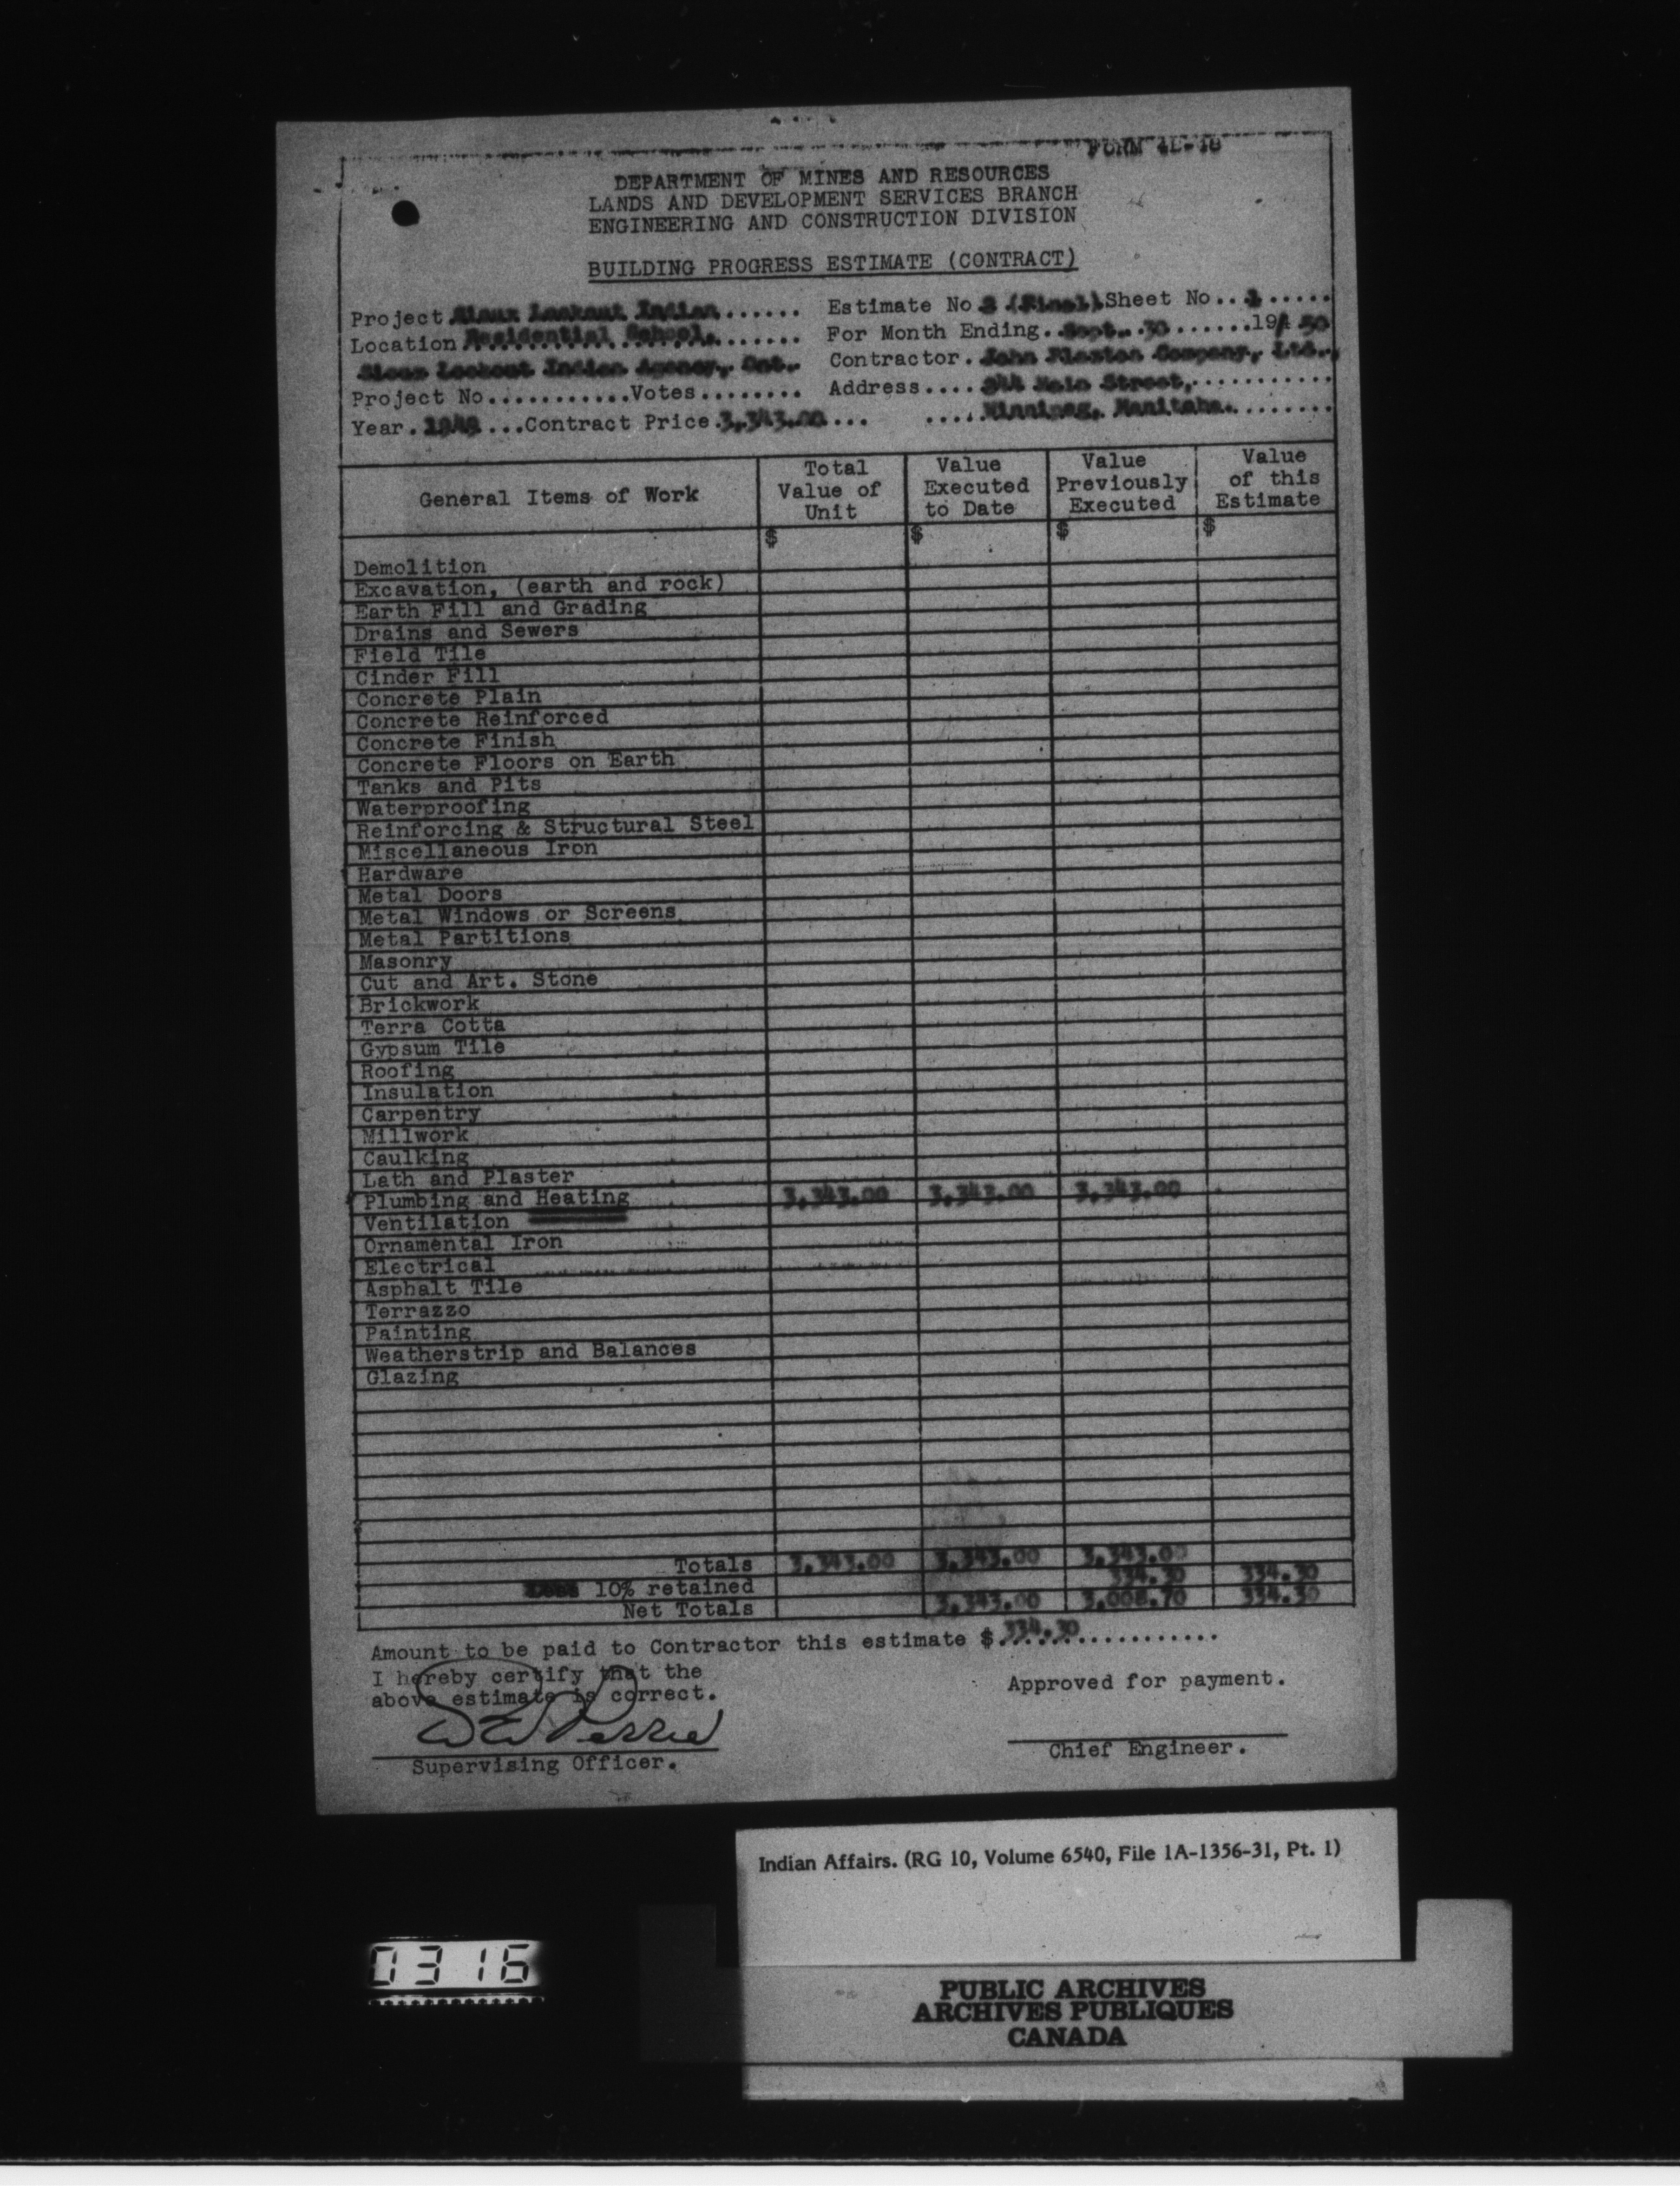 FORM
DEPARTMENT OF MINES AND RESOURCES
LANDS AND DEVELOPMENT SERVICES BRANCH
ENGINEERING AND CONSTRUCTION DIVISION
BUILDING PROGRESS ESTIMATE (CONTRACT)
Project Sioux Lookout Indian...... Estimate No (Final) Sheet No...1.....
Location Residential School........ For Month Ending..Sept..30.......19 50
Sioux Lookout Indian Agency, Ont. Contractor. John Company, Ltd.,
Project No...........Votes........ Address.... Main Street,...........
Year.1949...Contract Price.3,343.00... ....Winnipeg, Manitoba.........
General Items of Work
Total Value of Unit
Value Executed to Date
Value Previously Executed
Value of this Estimate
$ $ $ $
Demolition
Excavation, (earth and rock)
Earth Fill and Grading
Drains and Sewers
Field Tile
Cinder Fill
Concrete Plain
Concrete Reinforced
Concrete Finish
Concrete Floors on Earth
Tanks and Pits
Waterproofing
Reinforcing & Structural Steel
Miscellaneous Iron
Hardware
Metal Doors
Metal Windows or Screens
Metal Partitions
Masonry
Cut and Art. Stone
Brickwork
Terra Cotta
Gypsum Tile
Roofing
Insulation
Carpentry
Millwork
Caulking
Lath and Plaster
Plumbing and Heating 3,343.00 3,343.00 3,343.00
Ventilation
Ornamental Iron
Electrical
Asphalt Tile
Terrazzo
Painting
Weatherstrip and Balances
Glazing
Totals 3,343.00 3,343.00 3,343.00
Less 10% retained 334.30 334.30
Net Totals 3,343.00 3,008.70 334.30
Amount to be paid to Contractor this estimate $.334.30..............
I hereby certify that the
above estimate is correct.
Approved for payment.
Supervising Officer.
Chief Engineer.
Indian Affairs. (RG 10, Volume 6540, File 1A-1356-31, Pt. 1)
0316
PUBLIC ARCHIVES
ARCHIVES PUBLIQUES
CANADA